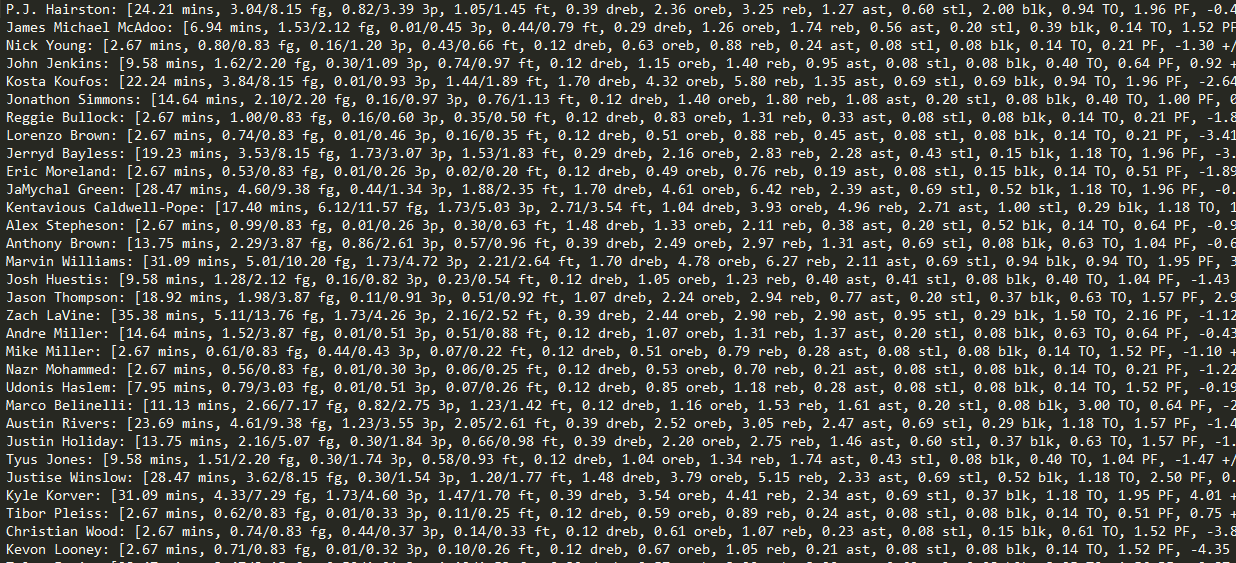 P.J. Hairston: [24.21 mins, 3.04/8.15 fg, 0.82/3.39 3p, 1.05/1.45 ft, 0.39 dreb, 2.36 oreb, 3.25 reb, 1.27 ast, 0.60 stl, 2.00 blk, 0.94 TO, 1.96 PF, -0.4
James Michael McAdoo: [6.94 mins, 1.53/2.12 fg, 0.01/0.45 3p, 0.44/0.79 ft, 0.29 dreb, 1.26 oreb, 1.74 reb, 0.56 ast, 0.20 stl, 0.39 blk, 0.14 TO, 1.52 PF
Nick Young: [2.67 mins, 0.80/0.83 fg, 0.16/1.20 3p, 0.43/0.66 ft, 0.12 dreb, 0.63 oreb, 0.88 reb, 0.24 ast, 0.08 stl, 0.08 blk, 0.14 TO, 0.21 PF, -1.30 +/
John Jenkins: [9.58 mins, 1.62/2.20 fg, 0.30/1.09 3p, 0.74/0.97 ft, 0.12 dreb, 1.15 oreb, 1.40 reb, 0.95 ast, 0.08 stl, 0.08 blk, 0.40 TO, 0.64 PF, 0.92 +
Kosta Koufos: [22.24 mins, 3.84/8.15 fg, 0.01/0.93 3p, 1.44/1.89 ft, 1.70 dreb, 4.32 oreb, 5.80 reb, 1.35 ast, 0.69 stl, 0.69 blk, 0.94 TO, 1.96 PF, -2.64
Jonathon Simmons: [14.64 mins, 2.10/2.20 fg, 0.16/0.97 3p, 0.76/1.13 ft, 0.12 dreb, 1.40 oreb, 1.80 reb, 1.08 ast, 0.20 stl, 0.08 blk, 0.40 TO, 1.00 PF, 0
Reggie Bullock: [2.67 mins, 1.00/0.83 fg, 0.16/0.60 3p, 0.35/0.50 ft, 0.12 dreb, 0.83 oreb, 1.31 reb, 0.33 ast, 0.08 stl, 0.08 blk, 0.14 TO, 0.21 PF, -1.8
Lorenzo Brown: [2.67 mins, 0.74/0.83 fg, 0.01/0.46 3p, 0.16/0.35 ft, 0.12 dreb, 0.51 oreb, 0.88 reb, 0.45 ast, 0.08 stl, 0.08 blk, 0.14 TO, 0.21 PF, -3.41
Jerryd Bayless: [19.23 mins, 3.53/8.15 fg, 1.73/3.07 3p, 1.53/1.83 ft, 0.29 dreb, 2.16 oreb, 2.83 reb, 2.28 ast, 0.43 stl, 0.15 blk, 1.18 TO, 1.96 PF, -3.
Eric Moreland: [2.67 mins, 0.53/0.83 fg, 0.01/0.26 3p, 0.02/0.20 ft, 0.12 dreb, 0.49 oreb, 0.76 reb, 0.19 ast, 0.08 stl, 0.15 blk, 0.14 TO, 0.51 PF, -1.89
JaMychal Green: [28.47 mins, 4.60/9.38 fg, 0.44/1.34 3p, 1.88/2.35 ft, 1.70 dreb, 4.61 oreb, 6.42 reb, 2.39 ast, 0.69 stl, 0.52 blk, 1.18 TO, 1.96 PF, -0.
Kentavious Caldwell-Pope: [17.40 mins, 6.12/11.57 fg, 1.73/5.03 3p, 2.71/3.54 ft, 1.04 dreb, 3.93 oreb, 4.96 reb, 2.71 ast, 1.00 stl, 0.29 blk, 1.18 TO, 1
Alex Stepheson: [2.67 mins, 0.99/0.83 fg, 0.01/0.26 3p, 0.30/0.63 ft, 1.48 dreb, 1.33 oreb, 2.11 reb, 0.38 ast, 0.20 stl, 0.52 blk, 0.14 TO, 0.64 PF, -0.9
Anthony Brown: [13.75 mins, 2.29/3.87 fg, 0.86/2.61 3p, 0.57/0.96 ft, 0.39 dreb, 2.49 oreb, 2.97 reb, 1.31 ast, 0.69 stl, 0.08 blk, 0.63 TO, 1.04 PF, -0.6
Marvin Williams: [31.09 mins, 5.01/10.20 fg, 1.73/4.72 3p, 2.21/2.64 ft, 1.70 dreb, 4.78 oreb, 6.27 reb, 2.11 ast, 0.69 stl, 0.94 blk, 0.94 TO, 1.95 PF, 3
Josh Huestis: [9.58 mins, 1.28/2.12 fg, 0.16/0.82 3p, 0.23/0.54 ft, 0.12 dreb, 1.05 oreb, 1.23 reb, 0.40 ast, 0.41 stl, 0.08 blk, 0.40 TO, 1.04 PF, -1.43
Jason Thompson: [18.92 mins, 1.98/3.87 fg, 0.11/0.91 3p, 0.51/0.92 ft, 1.07 dreb, 2.24 oreb, 2.94 reb, 0.77 ast, 0.20 stl, 0.37 blk, 0.63 TO, 1.57 PF, 2.9
Zach LaVine: [35.38 mins, 5.11/13.76 fg, 1.73/4.26 3p, 2.16/2.52 ft, 0.39 dreb, 2.44 oreb, 2.90 reb, 2.90 ast, 0.95 stl, 0.29 blk, 1.50 TO, 2.16 PF, -1.12
Andre Miller: [14.64 mins, 1.52/3.87 fg, 0.01/0.51 3p, 0.51/0.88 ft, 0.12 dreb, 1.07 oreb, 1.31 reb, 1.37 ast, 0.20 stl, 0.08 blk, 0.63 TO, 0.64 PF, -0.43
Mike Miller: [2.67 mins, 0.61/0.83 fg, 0.44/0.43 3p, 0.07/0.22 ft, 0.12 dreb, 0.51 oreb, 0.79 reb, 0.28 ast, 0.08 stl, 0.08 blk, 0.14 TO, 1.52 PF, -1.10 +
Nazr Mohammed: [2.67 mins, 0.56/0.83 fg, 0.01/0.30 3p, 0.06/0.25 ft, 0.12 dreb, 0.53 oreb, 0.70 reb, 0.21 ast, 0.08 stl, 0.08 blk, 0.14 TO, 0.21 PF, -1.22
Udonis Haslem: [7.95 mins, 0.79/3.03 fg, 0.01/0.51 3p, 0.07/0.26 ft, 0.12 dreb, 0.85 oreb, 1.18 reb, 0.28 ast, 0.08 stl, 0.08 blk, 0.14 TO, 1.52 PF, -0.19
Marco Belinelli: [11.13 mins, 2.66/7.17 fg, 0.82/2.75 3p, 1.23/1.42 ft, 0.12 dreb, 1.16 oreb, 1.53 reb, 1.61 ast, 0.20 stl, 0.08 blk, 3.00 TO, 0.64 PF, -2
Austin Rivers: [23.69 mins, 4.61/9.38 fg, 1.23/3.55 3p, 2.05/2.61 ft, 0.39 dreb, 2.52 oreb, 3.05 reb, 2.47 ast, 0.69 stl, 0.29 blk, 1.18 TO, 1.57 PF, -1.4
Justin Holiday: [13.75 mins, 2.16/5.07 fg, 0.30/1.84 3p, 0.66/0.98 ft, 0.39 dreb, 2.20 oreb, 2.75 reb, 1.46 ast, 0.60 stl, 0.37 blk, 0.63 TO, 1.57 PF, -1.
Tyus Jones: [9.58 mins, 1.51/2.20 fg, 0.30/1.74 3p, 0.58/0.93 ft, 0.12 dreb, 1.04 oreb, 1.34 reb, 1.74 ast, 0.43 stl, 0.08 blk, 0.40 TO, 1.04 PF, -1.47 +/
Justise Winslow: [28.47 mins, 3.62/8.15 fg, 0.30/1.54 3p, 1.20/1.77 ft, 1.48 dreb, 3.79 oreb, 5.15 reb, 2.33 ast, 0.69 stl, 0.52 blk, 1.18 TO, 2.50 PF, 0.
Kyle Korver: [31.09 mins, 4.33/7.29 fg, 1.73/4.60 3p, 1.47/1.70 ft, 0.39 dreb, 3.54 oreb, 4.41 reb, 2.34 ast, 0.69 stl, 0.37 blk, 1.18 TO, 1.95 PF, 4.01 +
Tibor Pleiss: [2.67 mins, 0.62/0.83 fg, 0.01/0.33 3p, 0.11/0.25 ft, 0.12 dreb, 0.59 oreb, 0.89 reb, 0.24 ast, 0.08 stl, 0.08 blk, 0.14 TO, 0.51 PF, 0.75 +
Christian Wood: [2.67 mins, 0.74/0.83 fg, 0.44/0.37 3p, 0.14/0.33 ft, 0.12 dreb, 0.61 oreb, 1.07 reb, 0.23 ast, 0.08 stl, 0.15 blk, 0.61 TO, 1.52 PF, -3.8
Kevon Looney: [2.67 mins, 0.71/0.83 fg, 0.01/0.32 3p, 0.10/0.26 ft, 0.12 dreb, 0.67 oreb, 1.05 reb, 0.21 ast, 0.08 stl, 0.08 blk, 0.14 TO, 1.52 PF, -4.35